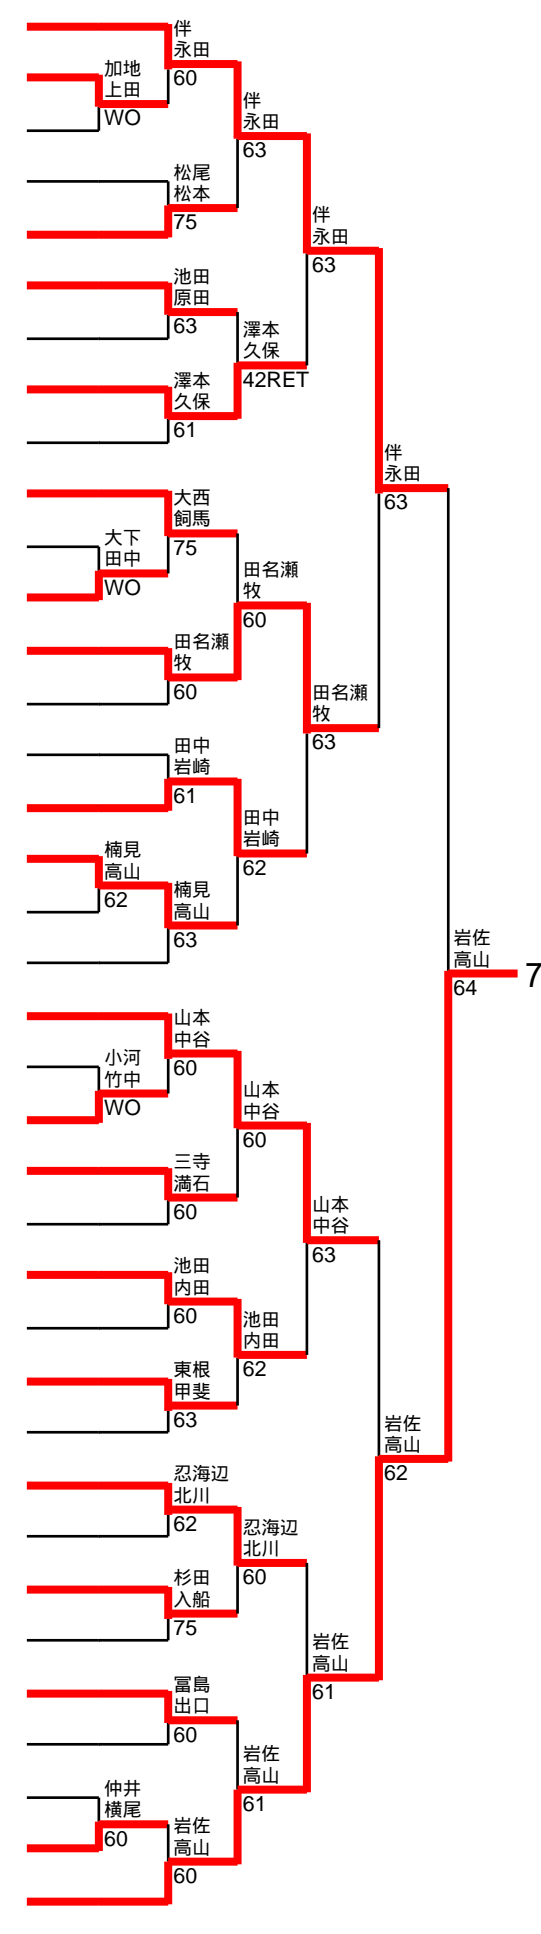 伴
永田
60
加地
上田
WO
伴
永田
63
松尾
松本
75
伴
永田
63
池田
原田
63
澤本
久保
42RET
澤本
久保
61
伴
永田
63
大西
飼馬
75
大下
田中
WO
田名瀬
牧
60
田名瀬
牧
60
田名瀬
牧
63
田中
岩崎
61
田中
岩崎
62
楠見
高山
62
楠見
高山
63
岩佐
高山
64
7
山本
中谷
60
小河
竹中
WO
山本
中谷
60
三寺
満石
60
山本
中谷
63
池田
内田
60
池田
内田
62
東根
甲斐
63
岩佐
高山
62
忍海辺
北川
62
忍海辺
北川
60
杉田
入船
75
岩佐
高山
61
冨島
出口
60
岩佐
高山
61
仲井
横尾
60
岩佐
高山
60